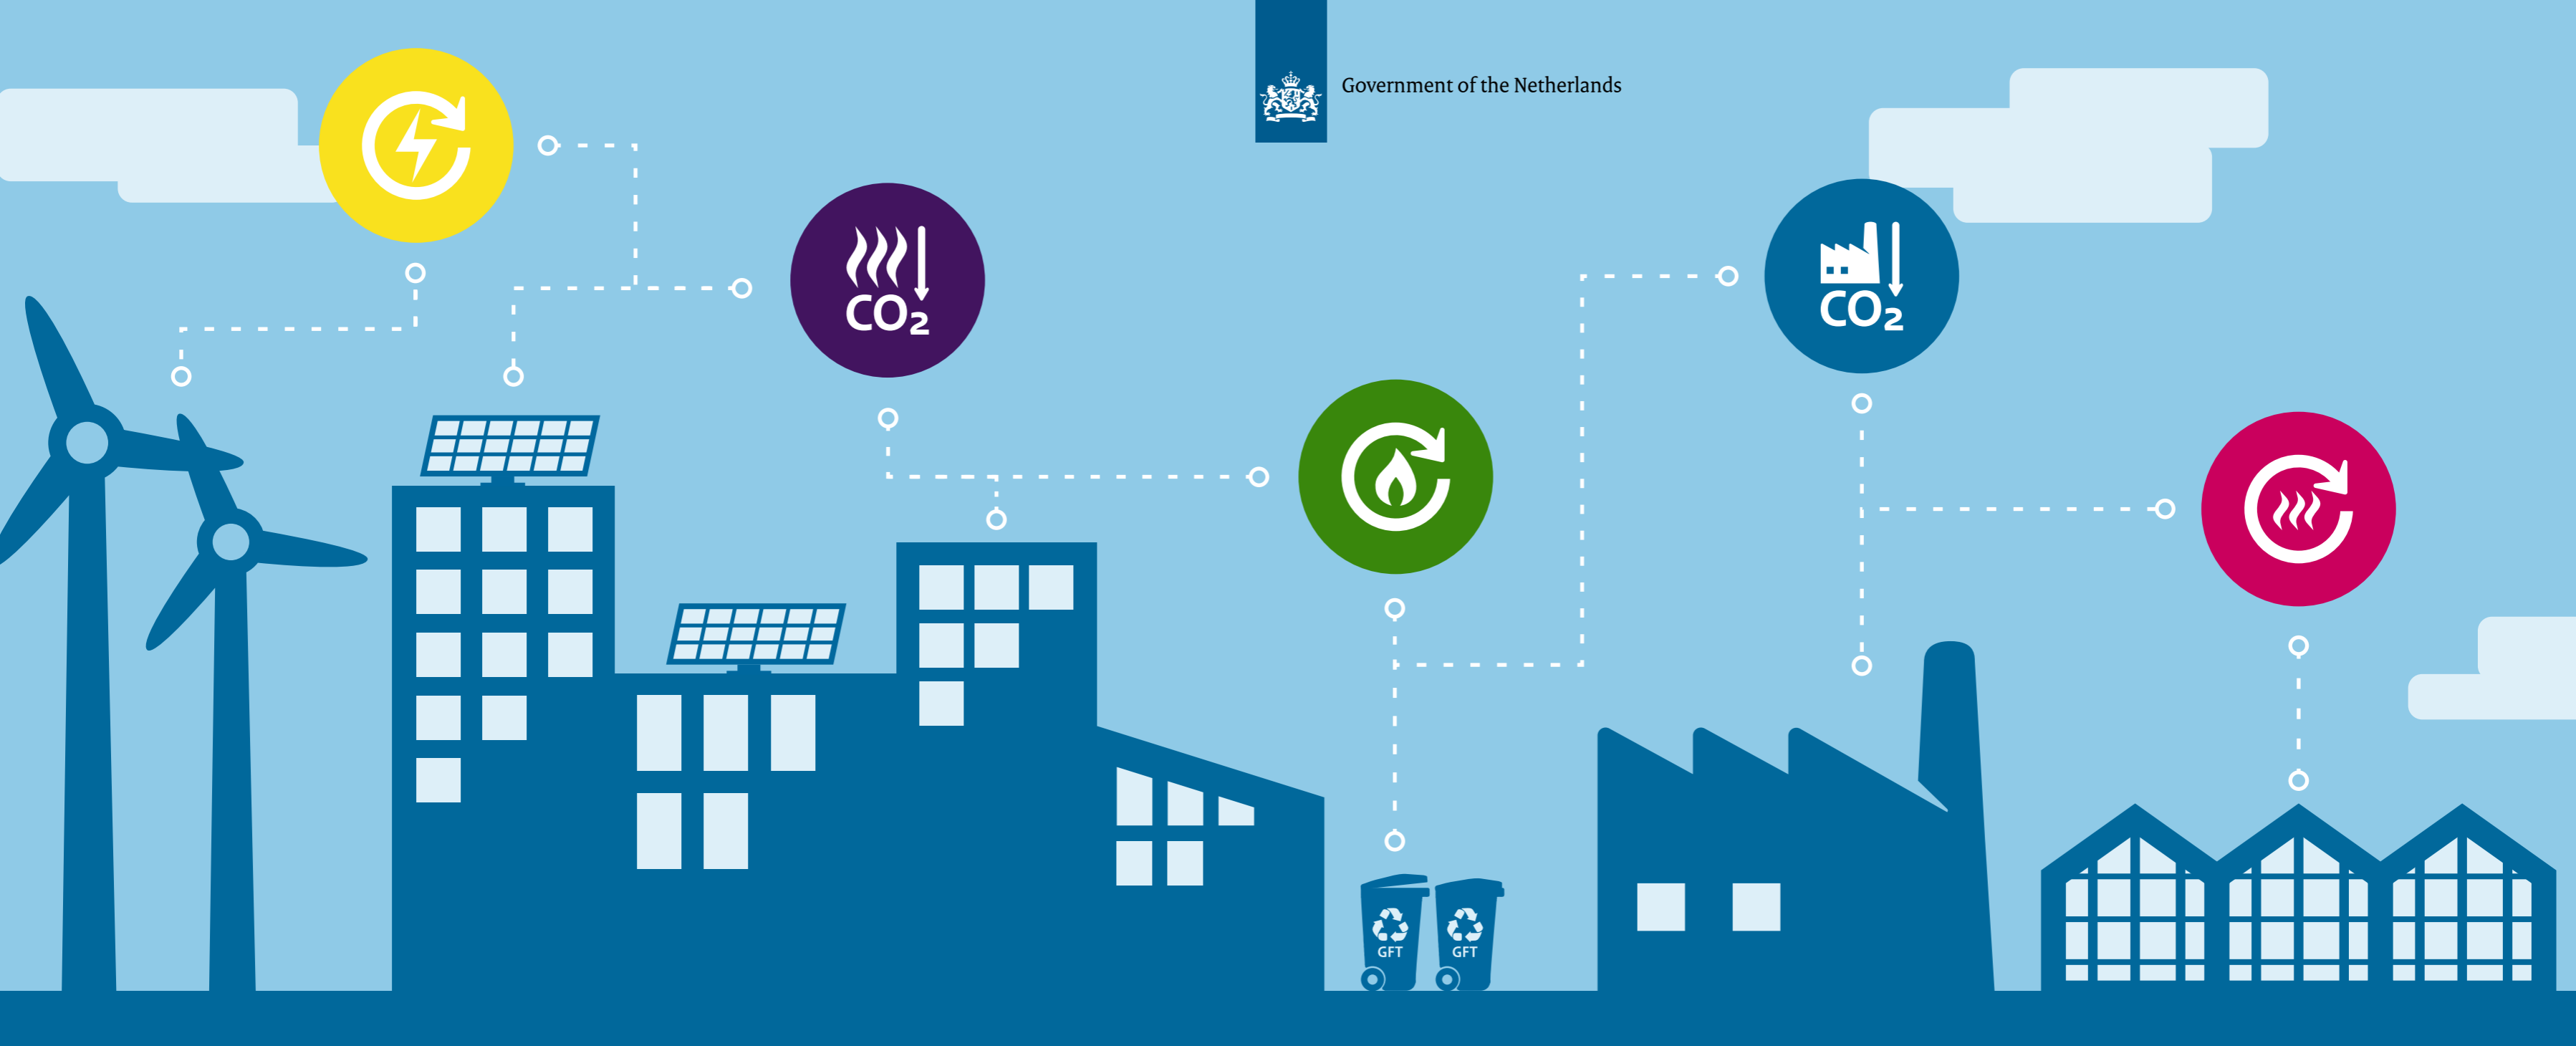 Government of the Netherlands
CO₂
CO₂
GFT
GFT